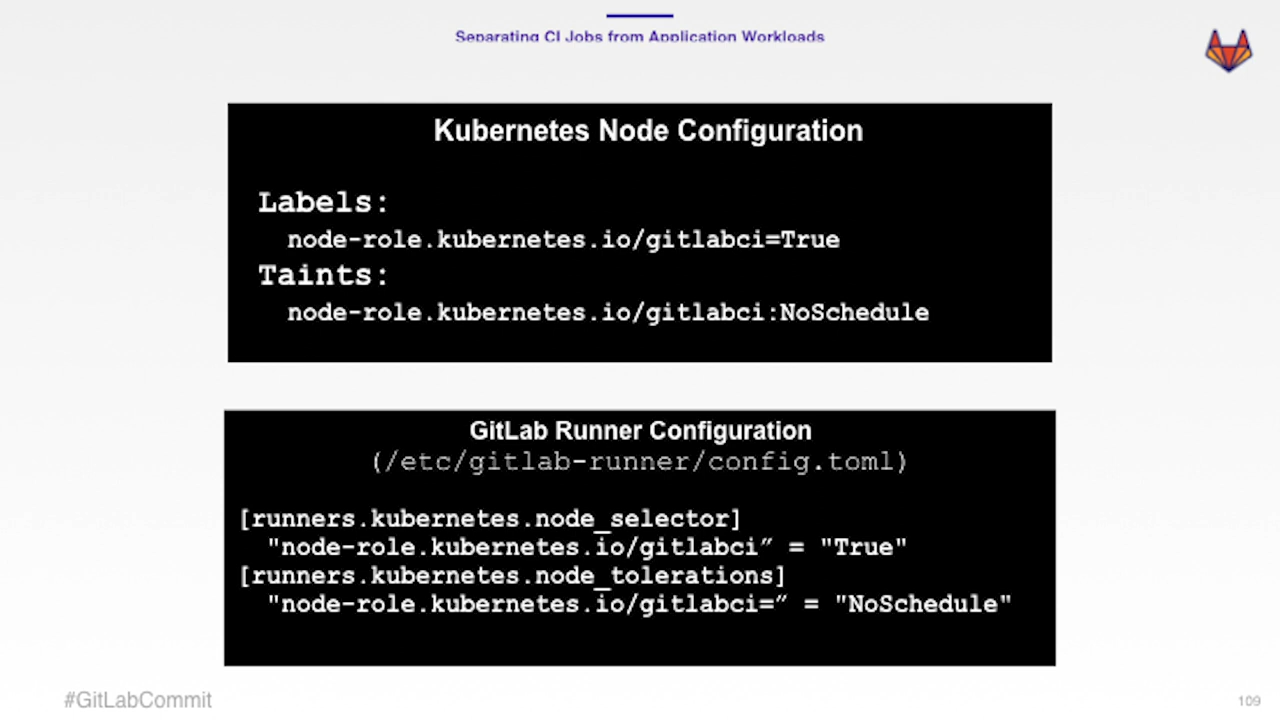 Separating CI Jobs from Application Workloads
Kubernetes Node Configuration
Labels:
node-role.kubernetes.io/gitlabci=True
Taints:
node-role.kubernetes.io/gitlabci:NoSchedule
GitLab Runner Configuration
(/etc/gitlab-runner/config.toml)
[runners.kubernetes.node_selector]
"node-role.kubernetes.io/gitlabci” = "True"
[runners.kubernetes.node_tolerations]
"node-role.kubernetes.io/gitlabci=” = "NoSchedule"
#GitLabCommit
109